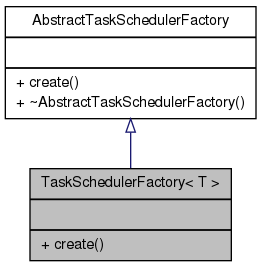 AbstractTaskSchedulerFactory
+ create()
+ ~AbstractTaskSchedulerFactory()
TaskSchedulerFactory< T >
+ create()